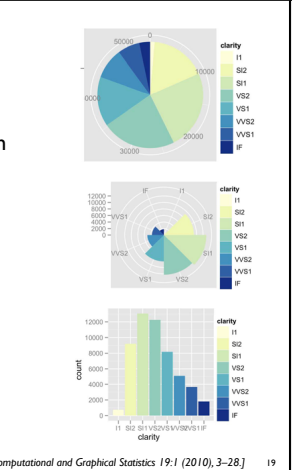 n
0
50000
10000
0000
20000
30000
clarity
I1
SI2
SI1
VS2
VS1
VVS2
VVS1
IF
12000
10000
8000
6000
4000
2000
0
IF
I1
VVS1
SI2
VVS2
SI1
VS1
VS2
clarity
I1
SI2
SI1
VS2
VS1
VVS2
VVS1
IF
count
12000
10000
8000
6000
4000
2000
0
I1 SI2 SI1 VS2 VS1 VVS2 VVS1 IF
clarity
clarity
I1
SI2
SI1
VS2
VS1
VVS2
VVS1
IF
omputational and Graphical Statistics 19:1 (2010), 3–28.] 19